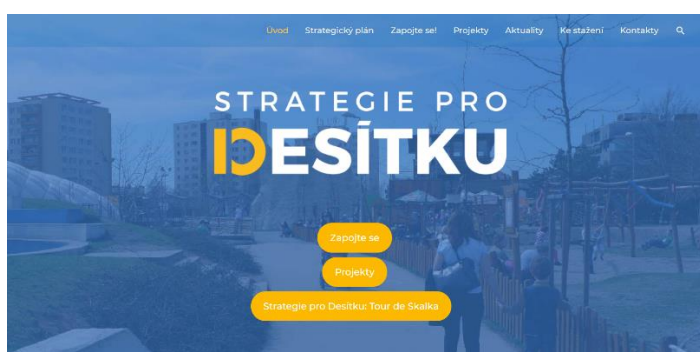 Úvod Strategický plán Zapojte se! Projekty Aktuality Ke stažení Kontakty
STRATEGIE PRO
DESÍTKU
Zapojte se
Projekty
Strategie pro Desítku: Tour de Skalka